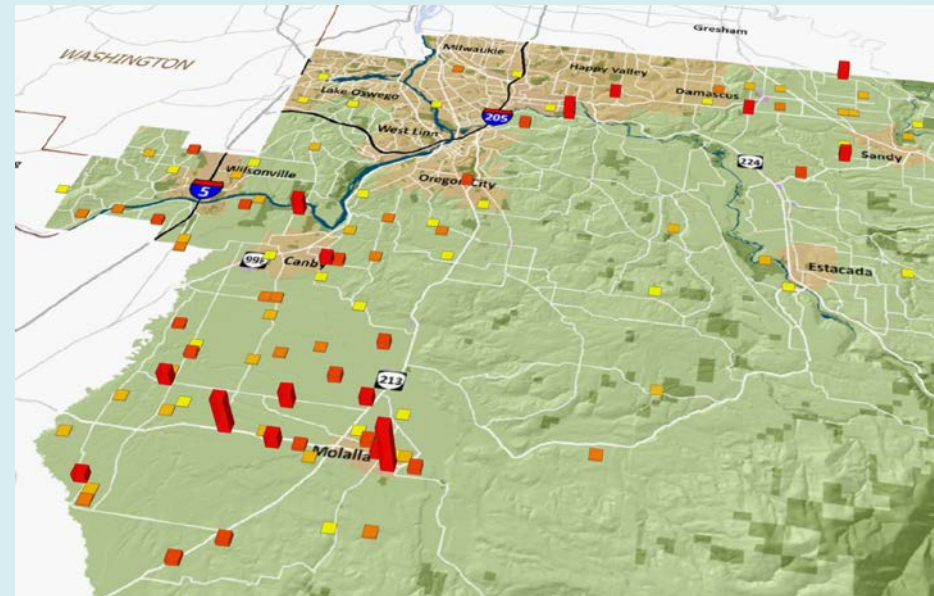 Gresham
WASHINGTON
Milwaukie
Happy Valley
Lake Oswego
Damascus
205
West Linn
224
Sandy
Wilsonville
Oregon City
5
Estacada
99E
Canby
213
Molalla